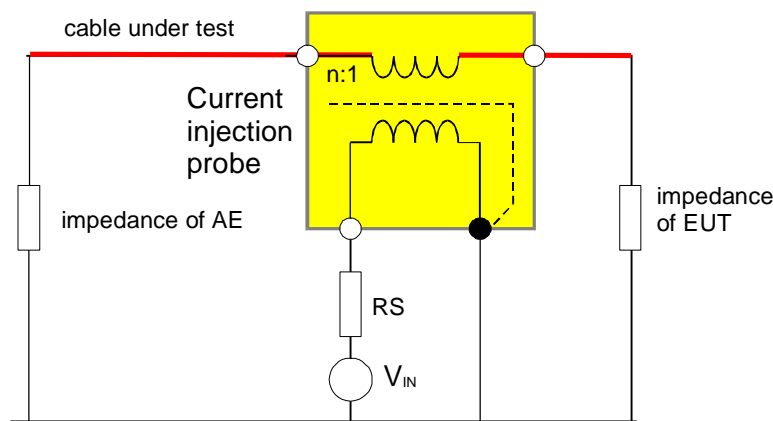 cable under test
n:1
Current
injection
probe
impedance of AE
impedance
of EUT
RS
VIN